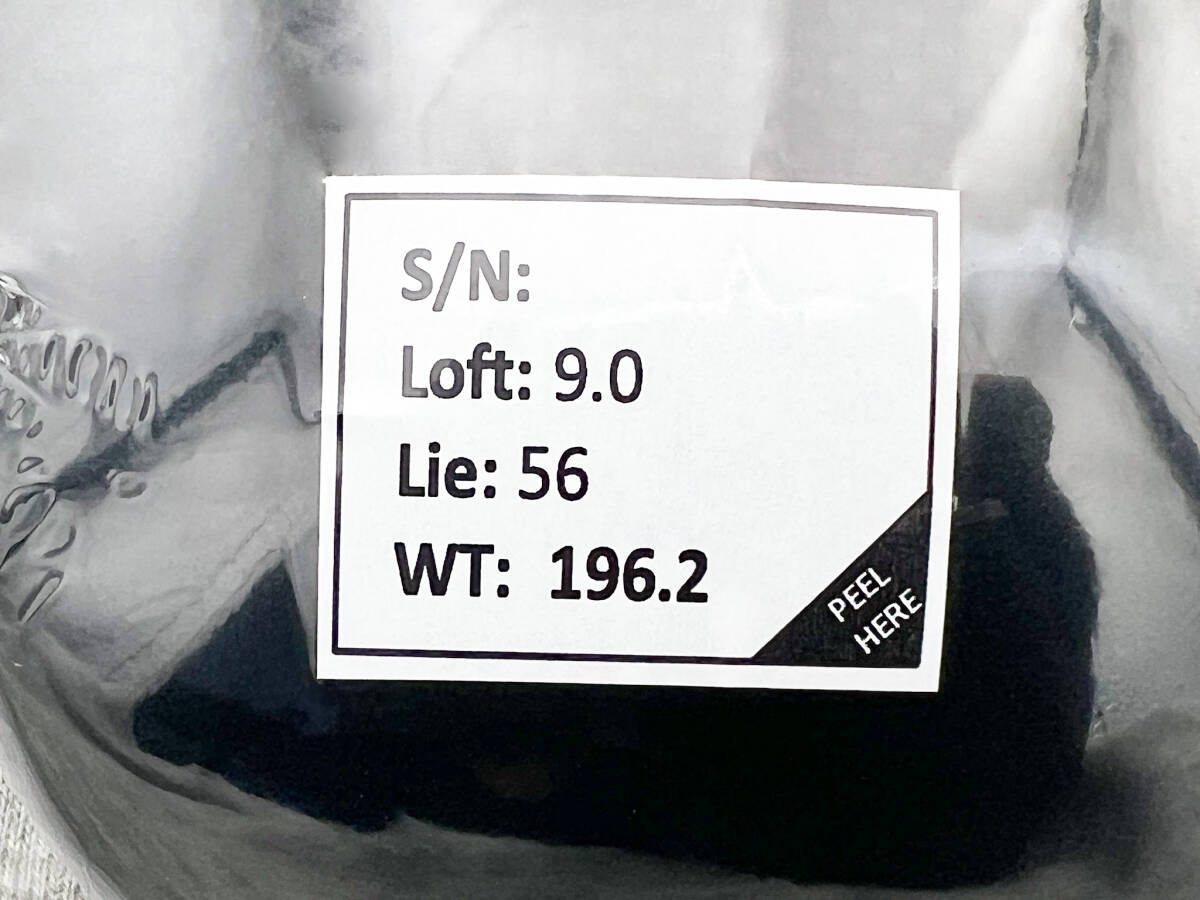 S/N:
Loft: 9.0
Lie: 56
WT: 196.2
PEEL
HERE